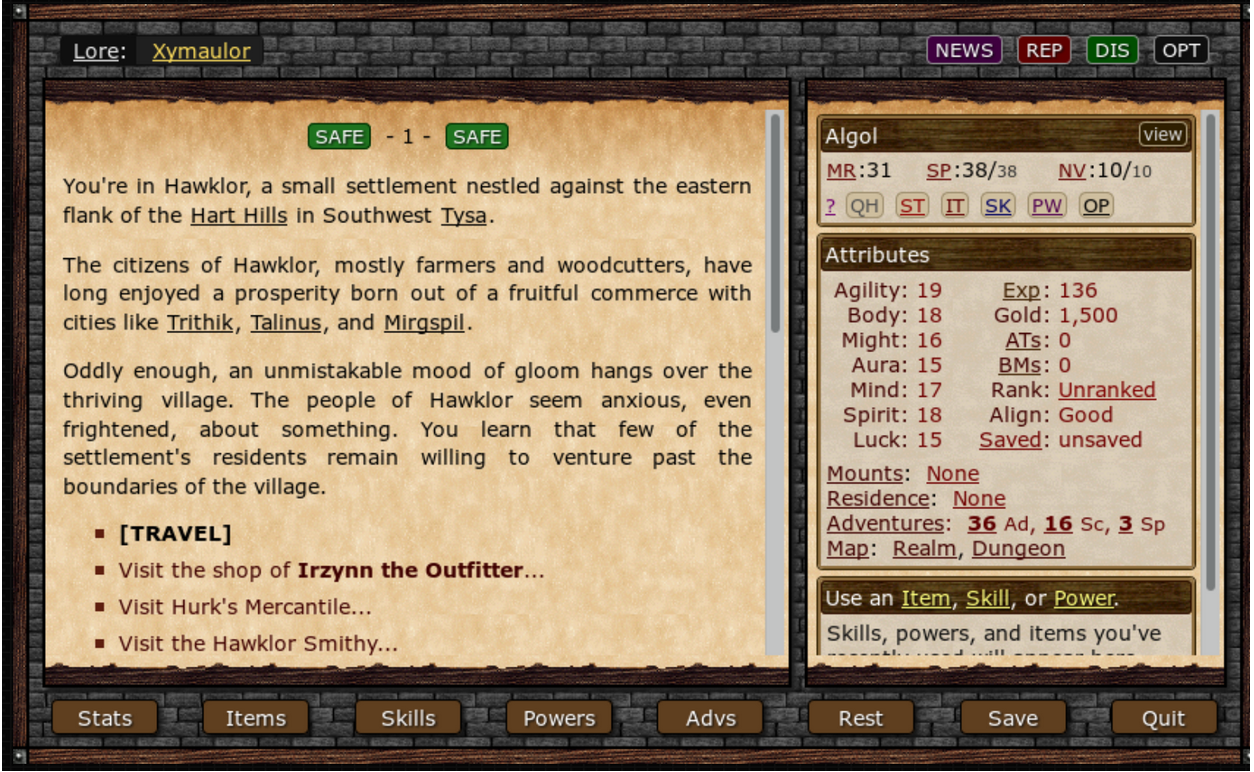 Lore: Xymaulor
NEWS REP DIS OPT
SAFE - 1 - SAFE
You're in Hawklor, a small settlement nestled against the eastern
flank of the Hart Hills in Southwest Tysa.
The citizens of Hawklor, mostly farmers and woodcutters, have
long enjoyed a prosperity born out of a fruitful commerce with
cities like Trithik, Talinus, and Mirgspil.
Oddly enough, an unmistakable mood of gloom hangs over the
thriving village. The people of Hawklor seem anxious, even
frightened, about something. You learn that few of the
settlement's residents remain willing to venture past the
boundaries of the village.
[TRAVEL]
Visit the shop of Irzynn the Outfitter...
Visit Hurk's Mercantile...
Visit the Hawklor Smithy...
Algol view
MR:31 SP:38/38 NV:10/10
? QH ST IT SK PW OP
Attributes
Agility: 19 Exp: 136
Body: 18 Gold: 1,500
Might: 16 ATs: 0
Aura: 15 BMs: 0
Mind: 17 Rank: Unranked
Spirit: 18 Align: Good
Luck: 15 Saved: unsaved
Mounts: None
Residence: None
Adventures: 36 Ad, 16 Sc, 3 Sp
Map: Realm, Dungeon
Use an Item, Skill, or Power.
Skills, powers, and items you've
recently used will appear here
Stats Items Skills Powers Advs Rest Save Quit